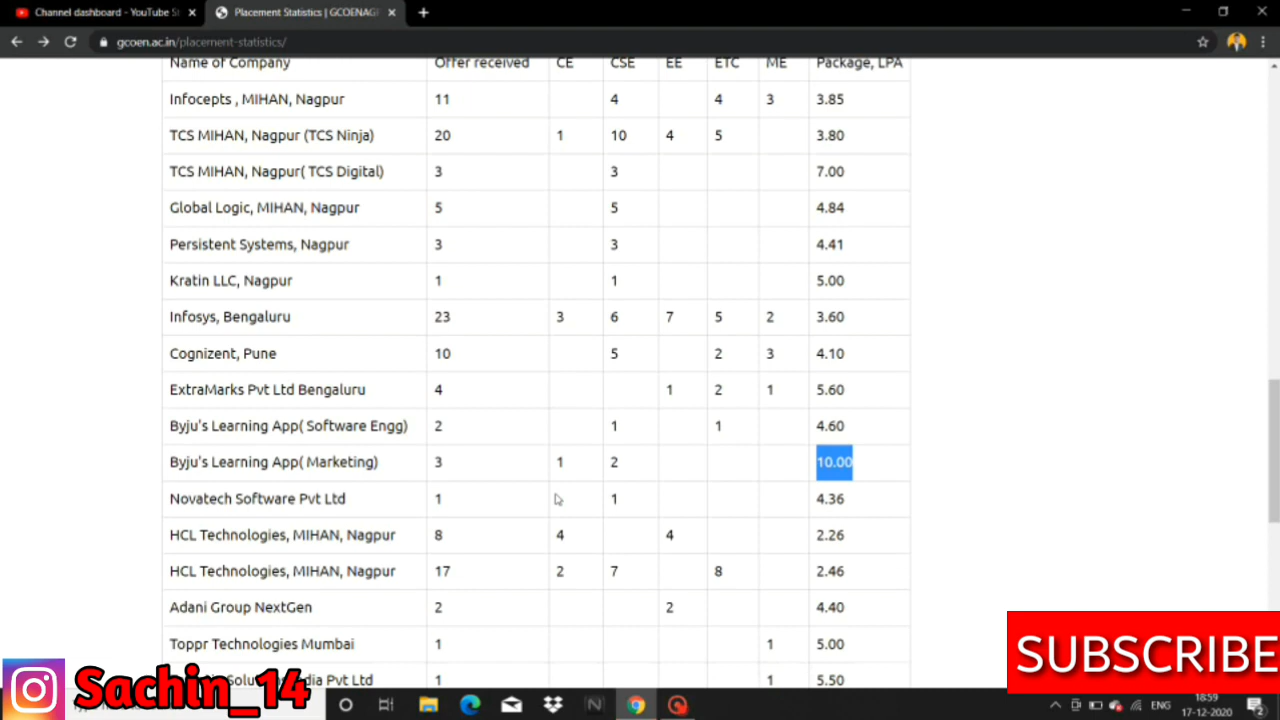 Channel dashboard - YouTube St
Placement Statistics | GCOENAGP
gcoen.ac.in/placement-statistics/
Name of Company Offer received CE CSE EE ETC ME Package, LPA
Infocepts , MIHAN, Nagpur 11 4 4 3 3.85
TCS MIHAN, Nagpur (TCS Ninja) 20 1 10 4 5 3.80
TCS MIHAN, Nagpur( TCS Digital) 3 3 7.00
Global Logic, MIHAN, Nagpur 5 5 4.84
Persistent Systems, Nagpur 3 3 4.41
Kratin LLC, Nagpur 1 1 5.00
Infosys, Bengaluru 23 3 6 7 5 2 3.60
Cognizent, Pune 10 5 2 3 4.10
ExtraMarks Pvt Ltd Bengaluru 4 1 2 1 5.60
Byju's Learning App( Software Engg) 2 1 1 4.60
Byju's Learning App( Marketing) 3 1 2 10.00
Novatech Software Pvt Ltd 1 1 4.36
HCL Technologies, MIHAN, Nagpur 8 4 4 2.26
HCL Technologies, MIHAN, Nagpur 17 2 7 8 2.46
Adani Group NextGen 2 2 4.40
Toppr Technologies Mumbai 1 1 5.00
Pvt Ltd 1 1 5.50
SUBSCRIBE
Sachin_14
ENG
18:59
17-12-2020